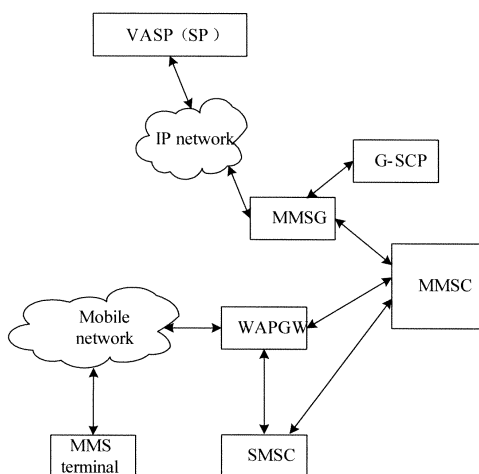 VASP（SP）
IP network
G-SCP
MMSG
MMSC
Mobile
network
WAPGW
MMS
terminal
SMSC